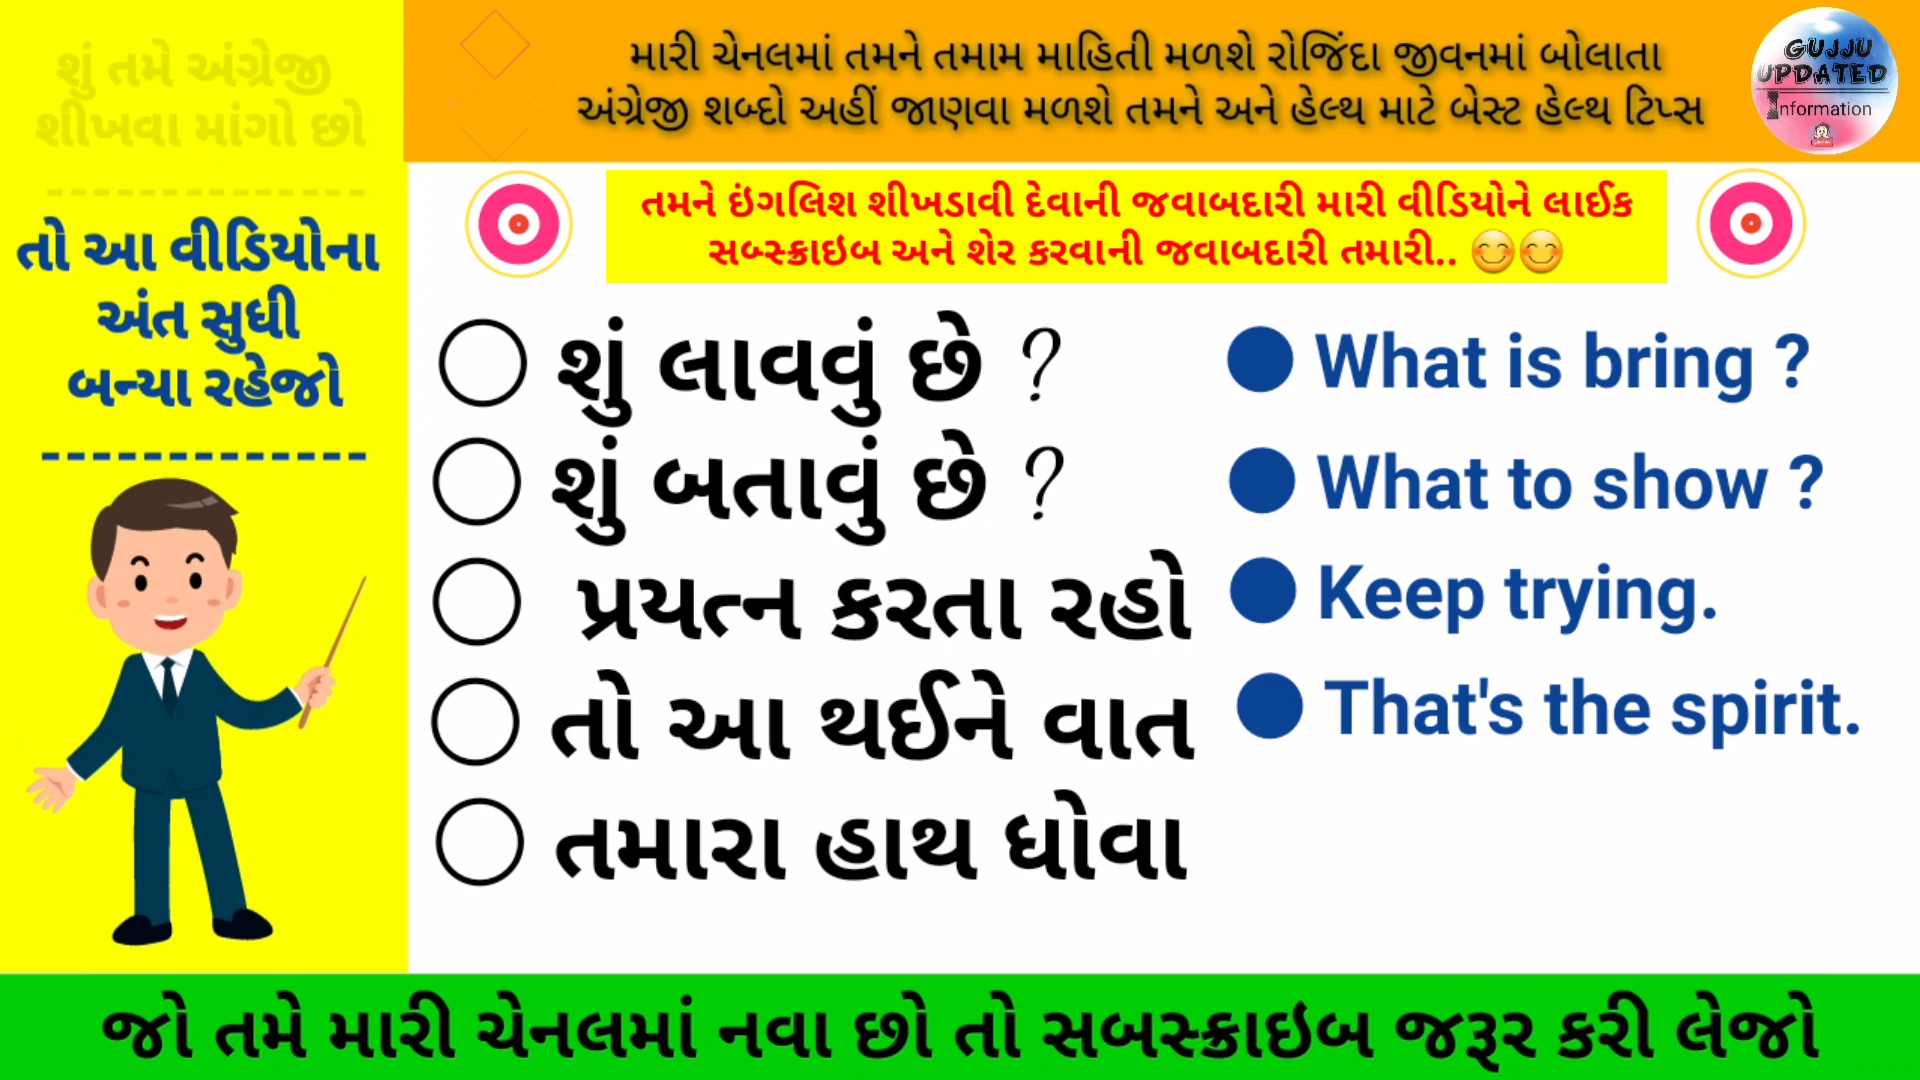 શું તમે અંગ્રેજી
શીખવા માંગો છો
તો આ વીડિયોના
અંત સુધી
બન્યા રહેજો
મારી ચેનલમાં તમને તમામ માહિતી મળશે રોજિંદા જીવનમાં બોલાતા
અંગ્રેજી શબ્દો અહીં જાણવા મળશે તમને અને હેલ્થ માટે બેસ્ટ હેલ્થ ટિપ્સ
GUJJU
UPDATED
Information
તમને ઇંગલિશ શીખડાવી દેવાની જવાબદારી મારી વીડિયોને લાઈક
સબ્સ્ક્રાઇબ અને શેર કરવાની જવાબદારી તમારી.. 😊😊
શું લાવવું છે ?
What is bring ?
શું બતાવું છે ?
What to show ?
પ્રયત્ન કરતા રહો
Keep trying.
તો આ થઈને વાત
That's the spirit.
તમારા હાથ ધોવા
જો તમે મારી ચેનલમાં નવા છો તો સબસ્ક્રાઇબ જરૂર કરી લેજો